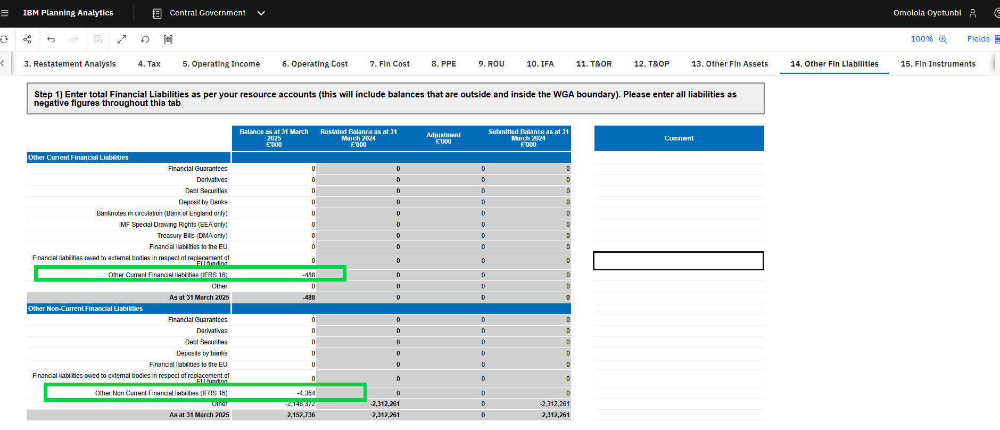 IBM Planning Analytics Central Government Omolola Oyetunbi
100% Fields
3. Restatement Analysis 4. Tax 5. Operating Income 6. Operating Cost 7. Fin Cost 8. PPE 9. ROU 10. IFA 11. T&OR 12. T&OP 13. Other Fin Assets 14. Other Fin Liabilities 15. Fin Instruments
Step 1) Enter total Financial Liabilities as per your resource accounts (this will include balances that are outside and inside the WGA boundary). Please enter all liabilities as
negative figures throughout this tab
Balance as at 31 March Restated Balance as at 31 Adjustment Submitted Balance as at 31 Comment
2025 March 2024 £'000 March 2024
£'000 £'000 £'000
Other Current Financial Liabilities
Financial Guarantees 0 0 0 0
Derivatives 0 0 0 0
Debt Securities 0 0 0 0
Deposit by Banks 0 0 0 0
Banknotes in circulation (Bank of England only) 0 0 0 0
IMF Special Drawing Rights (EEA only) 0 0 0 0
Treasury Bills (DMA only) 0 0 0 0
Financial liabilities to the EU 0 0 0 0
Financial liabilities owed to external bodies in respect of replacement of
EU funding 0 0 0 0
Other Current Financial liabilities (IFRS 16) -488 0 0 0
Other 0 0 0 0
As at 31 March 2025 -488 0 0 0
Other Non-Current Financial Liabilities
Financial Guarantees 0 0 0 0
Derivatives 0 0 0 0
Debt Securities 0 0 0 0
Deposits by banks 0 0 0 0
Financial liabilities to the EU 0 0 0 0
Financial liabilities owed to external bodies in respect of replacement of
EU funding 0 0 0 0
Other Non Current Financial liabilities (IFRS 16) -4,364 0 0 0
Other -2,148,372 -2,312,261 0 -2,312,261
As at 31 March 2025 -2,152,736 -2,312,261 0 -2,312,261